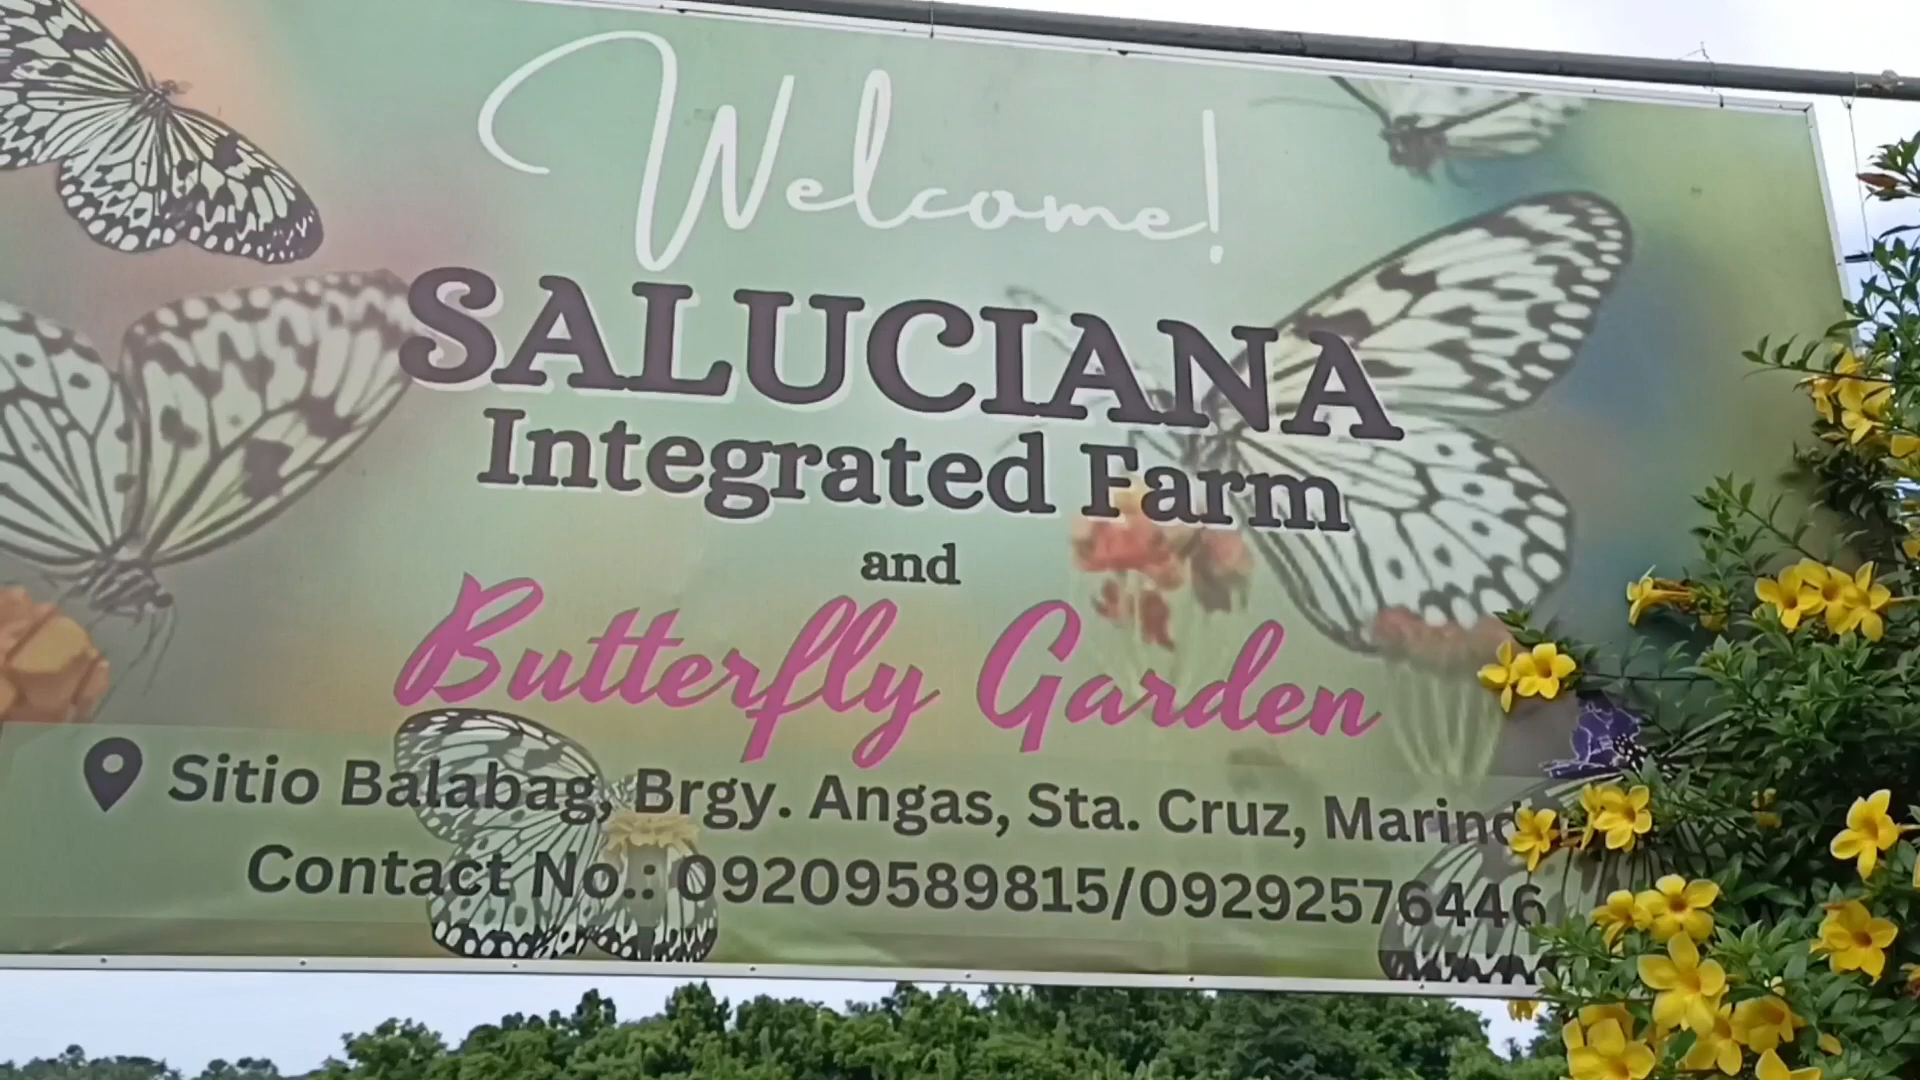 Welcome!
SALUCIANA
Integrated Farm
and
Butterfly Garden
Sitio Balabag, Brgy. Angas, Sta. Cruz,
Contact No.: 09209589815/09292576446